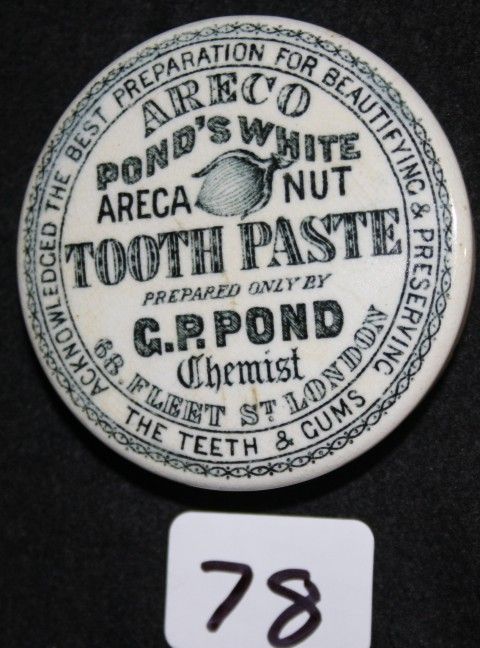 ACKNOWLEDGED THE BEST PREPARATION FOR BEAUTIFYING & PRESERVING
THE TEETH & GUMS
ARECO
POND'S WHITE
ARECA NUT
TOOTH PASTE
PREPARED ONLY BY
G.P. POND
Chemist
68. FLEET ST LONDON
78